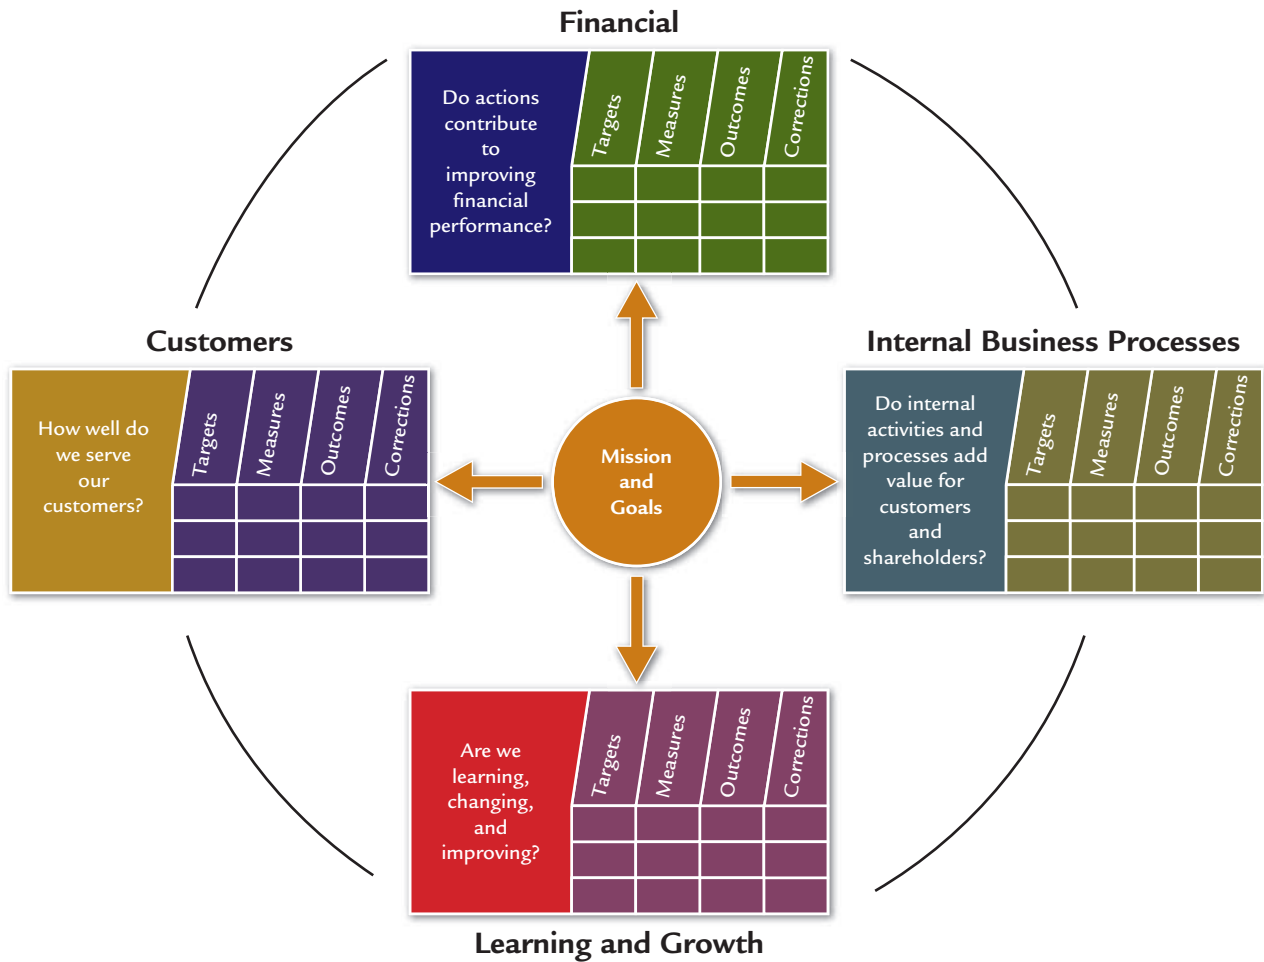 Financial
Do actions
contribute
to
improving
financial
performance?
Targets
Measures
Outcomes
Corrections
Customers
How well do
we serve
our
customers?
Targets
Measures
Outcomes
Corrections
Mission
and
Goals
Internal Business Processes
Do internal
activities and
processes add
value for
customers
and
shareholders?
Targets
Measures
Outcomes
Corrections
Are we
learning,
changing,
and
improving?
Targets
Measures
Outcomes
Corrections
Learning and Growth